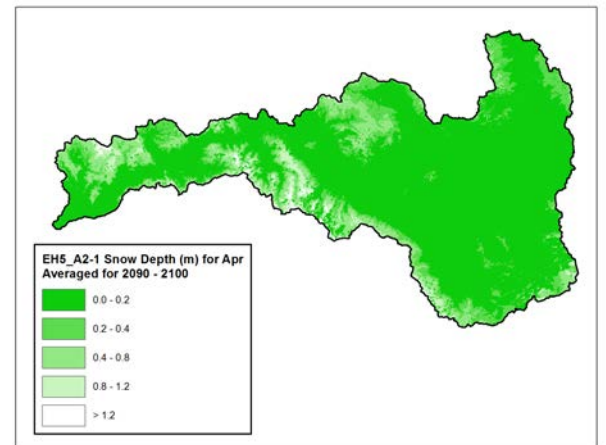 EH5_A2-1 Snow Depth (m) for Apr
Averaged for 2090 - 2100
0.0 - 0.2
0.2 - 0.4
0.4 - 0.8
0.8 - 1.2
> 1.2